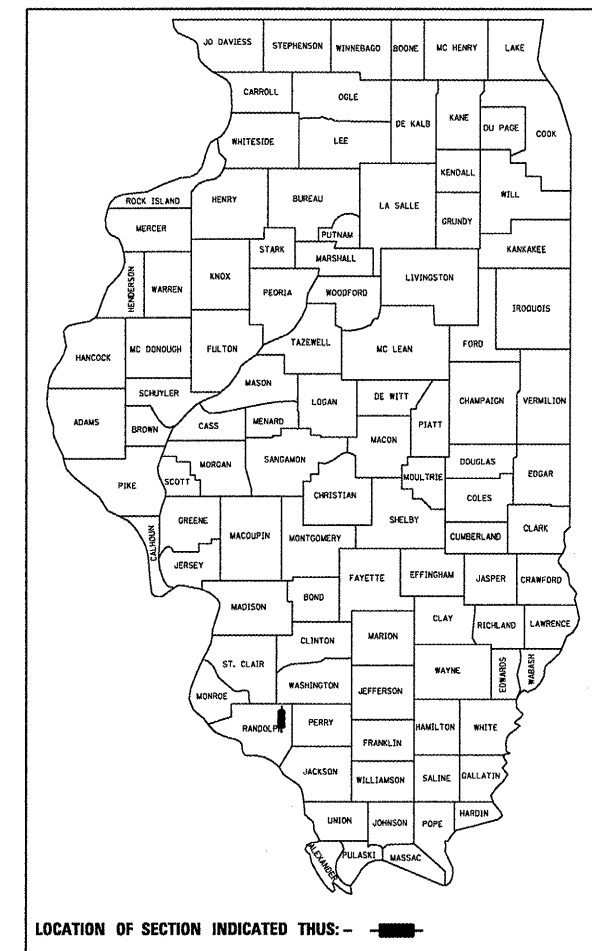 JO DAVIESS STEPHENSON WINNEBAGO BOONE MC HENRY LAKE
CARROLL OGLE DE KALB KANE DU PAGE COOK
WHITESIDE LEE
KENDALL WILL
ROCK ISLAND HENRY BUREAU LA SALLE GRUNDY
MERCER PUTNAM
STARK MARSHALL KANKAKEE
HENDERSON WARREN KNOX PEORIA WOODFORD LIVINGSTON IROQUOIS
HANCOCK MC DONOUGH FULTON TAZEWELL MC LEAN FORD
SCHUYLER MASON LOGAN DE WITT CHAMPAIGN VERMILION
ADAMS BROWN CASS MENARD PIATT
MACON
PIKE SCOTT MORGAN SANGAMON MOULTRIE DOUGLAS EDGAR
CHRISTIAN COLES
CALHOUN GREENE MACOUPIN MONTGOMERY SHELBY CUMBERLAND CLARK
JERSEY
MADISON BOND FAYETTE EFFINGHAM JASPER CRAWFORD
CLINTON MARION CLAY RICHLAND LAWRENCE
ST. CLAIR WAYNE EDWARDS WABASH
MONROE WASHINGTON JEFFERSON
RANDOLPH PERRY HAMILTON WHITE
FRANKLIN
JACKSON WILLIAMSON SALINE GALLATIN
UNION JOHNSON POPE HARDIN
ALEXANDER PULASKI MASSAC
LOCATION OF SECTION INDICATED THUS: -